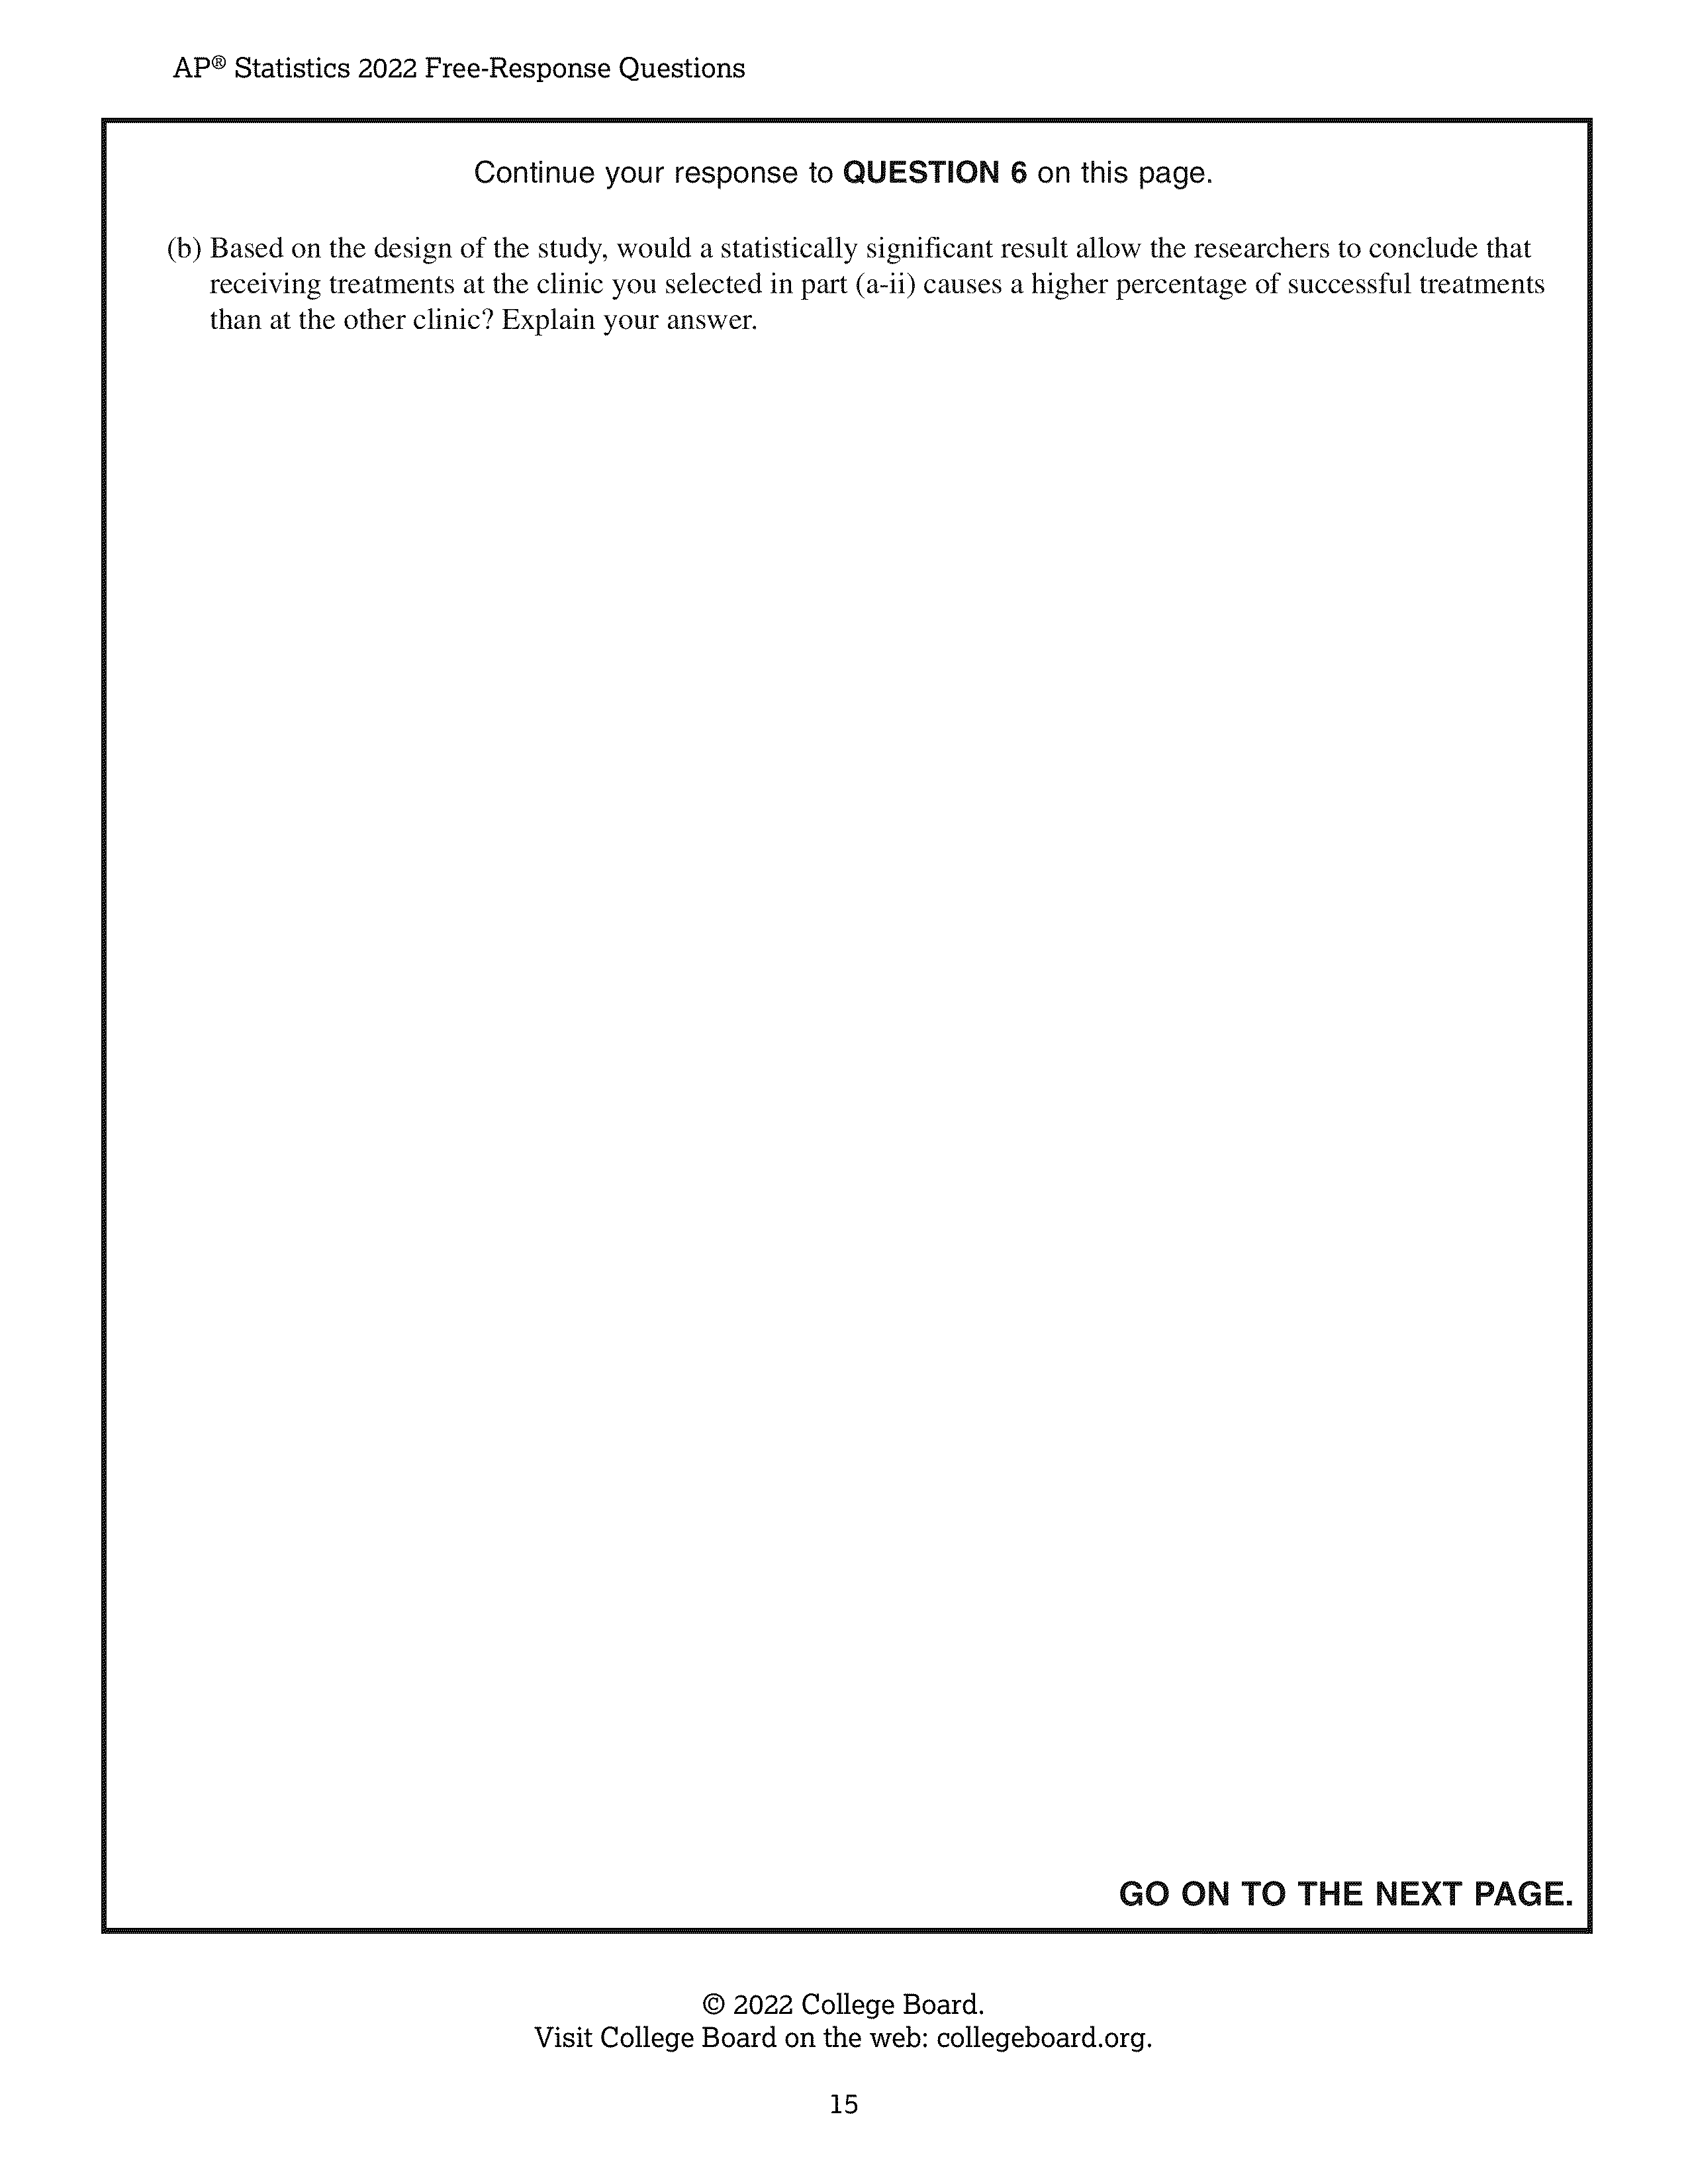 AP® Statistics 2022 Free-Response Questions
Continue your response to QUESTION 6 on this page.
(b) Based on the design of the study, would a statistically significant result allow the researchers to conclude that
receiving treatments at the clinic you selected in part (a-ii) causes a higher percentage of successful treatments
than at the other clinic? Explain your answer.
GO ON TO THE NEXT PAGE.
© 2022 College Board.
Visit College Board on the web: collegeboard.org.
15